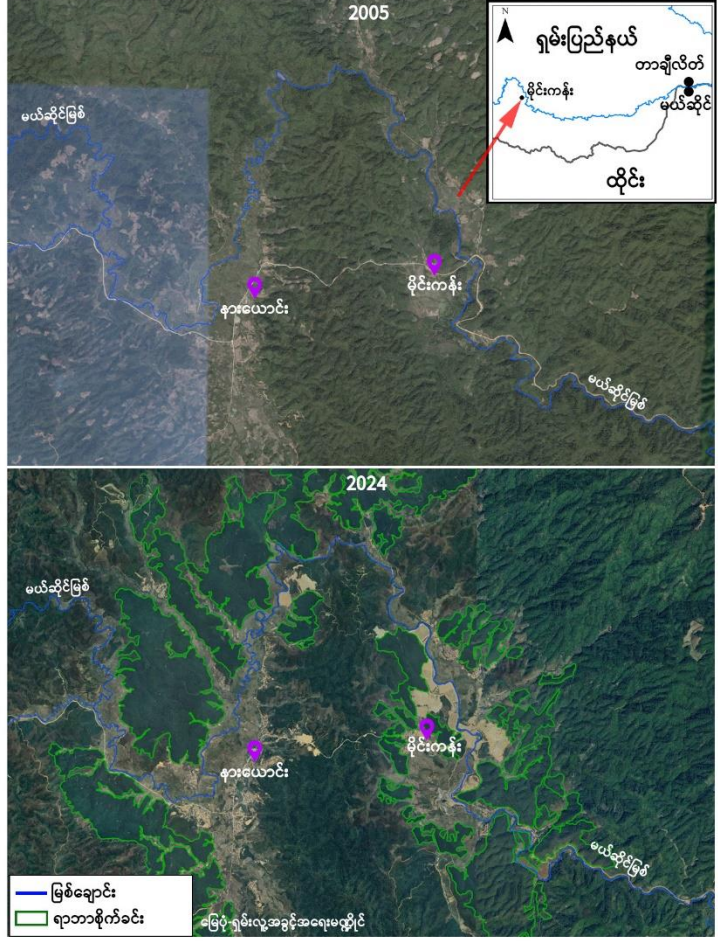 2005
N
ရှမ်းပြည်နယ်
တာချီလိတ်
မိုင်းကန်း
မယ်ဆိုင်
ထိုင်း
မယ်ဆိုင်မြစ်
မိုင်းကန်း
နားယောင်း
မယ်ဆိုင်မြစ်
2024
မယ်ဆိုင်မြစ်
မိုင်းကန်း
နားယောင်း
မယ်ဆိုင်မြစ်
မြစ်ချောင်း
ရာဘာစိုက်ခင်း
မြေပုံ-ရှမ်းလူ့အခွင့်အရေးမဏ္ဍိုင်